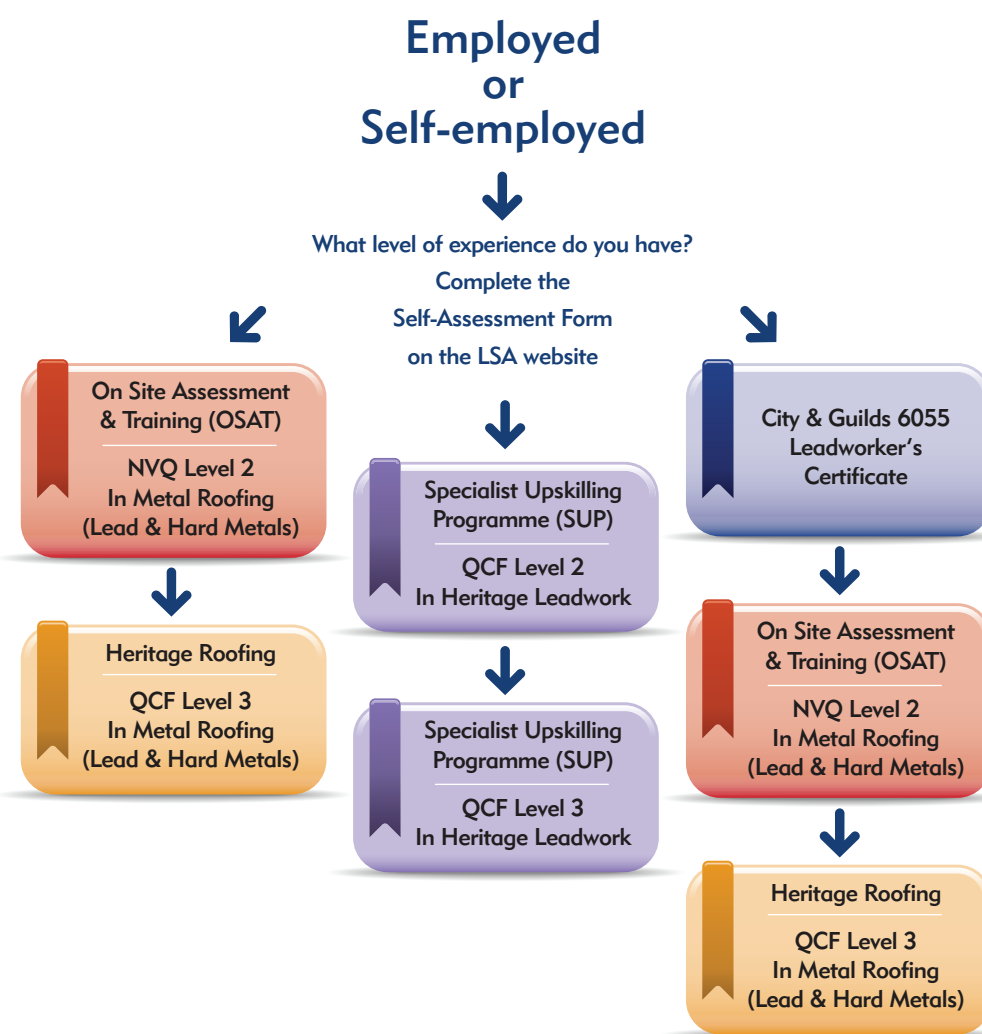 Employed
or
Self-employed
What level of experience do you have?
Complete the
Self-Assessment Form
on the LSA website
On Site Assessment
& Training (OSAT)
NVQ Level 2
In Metal Roofing
(Lead & Hard Metals)
Heritage Roofing
QCF Level 3
In Metal Roofing
(Lead & Hard Metals)
Specialist Upskilling
Programme (SUP)
QCF Level 2
In Heritage Leadwork
Specialist Upskilling
Programme (SUP)
QCF Level 3
In Heritage Leadwork
City & Guilds 6055
Leadworker‘s
Certificate
On Site Assessment
& Training (OSAT)
NVQ Level 2
In Metal Roofing
(Lead & Hard Metals)
Heritage Roofing
QCF Level 3
In Metal Roofing
(Lead & Hard Metals)